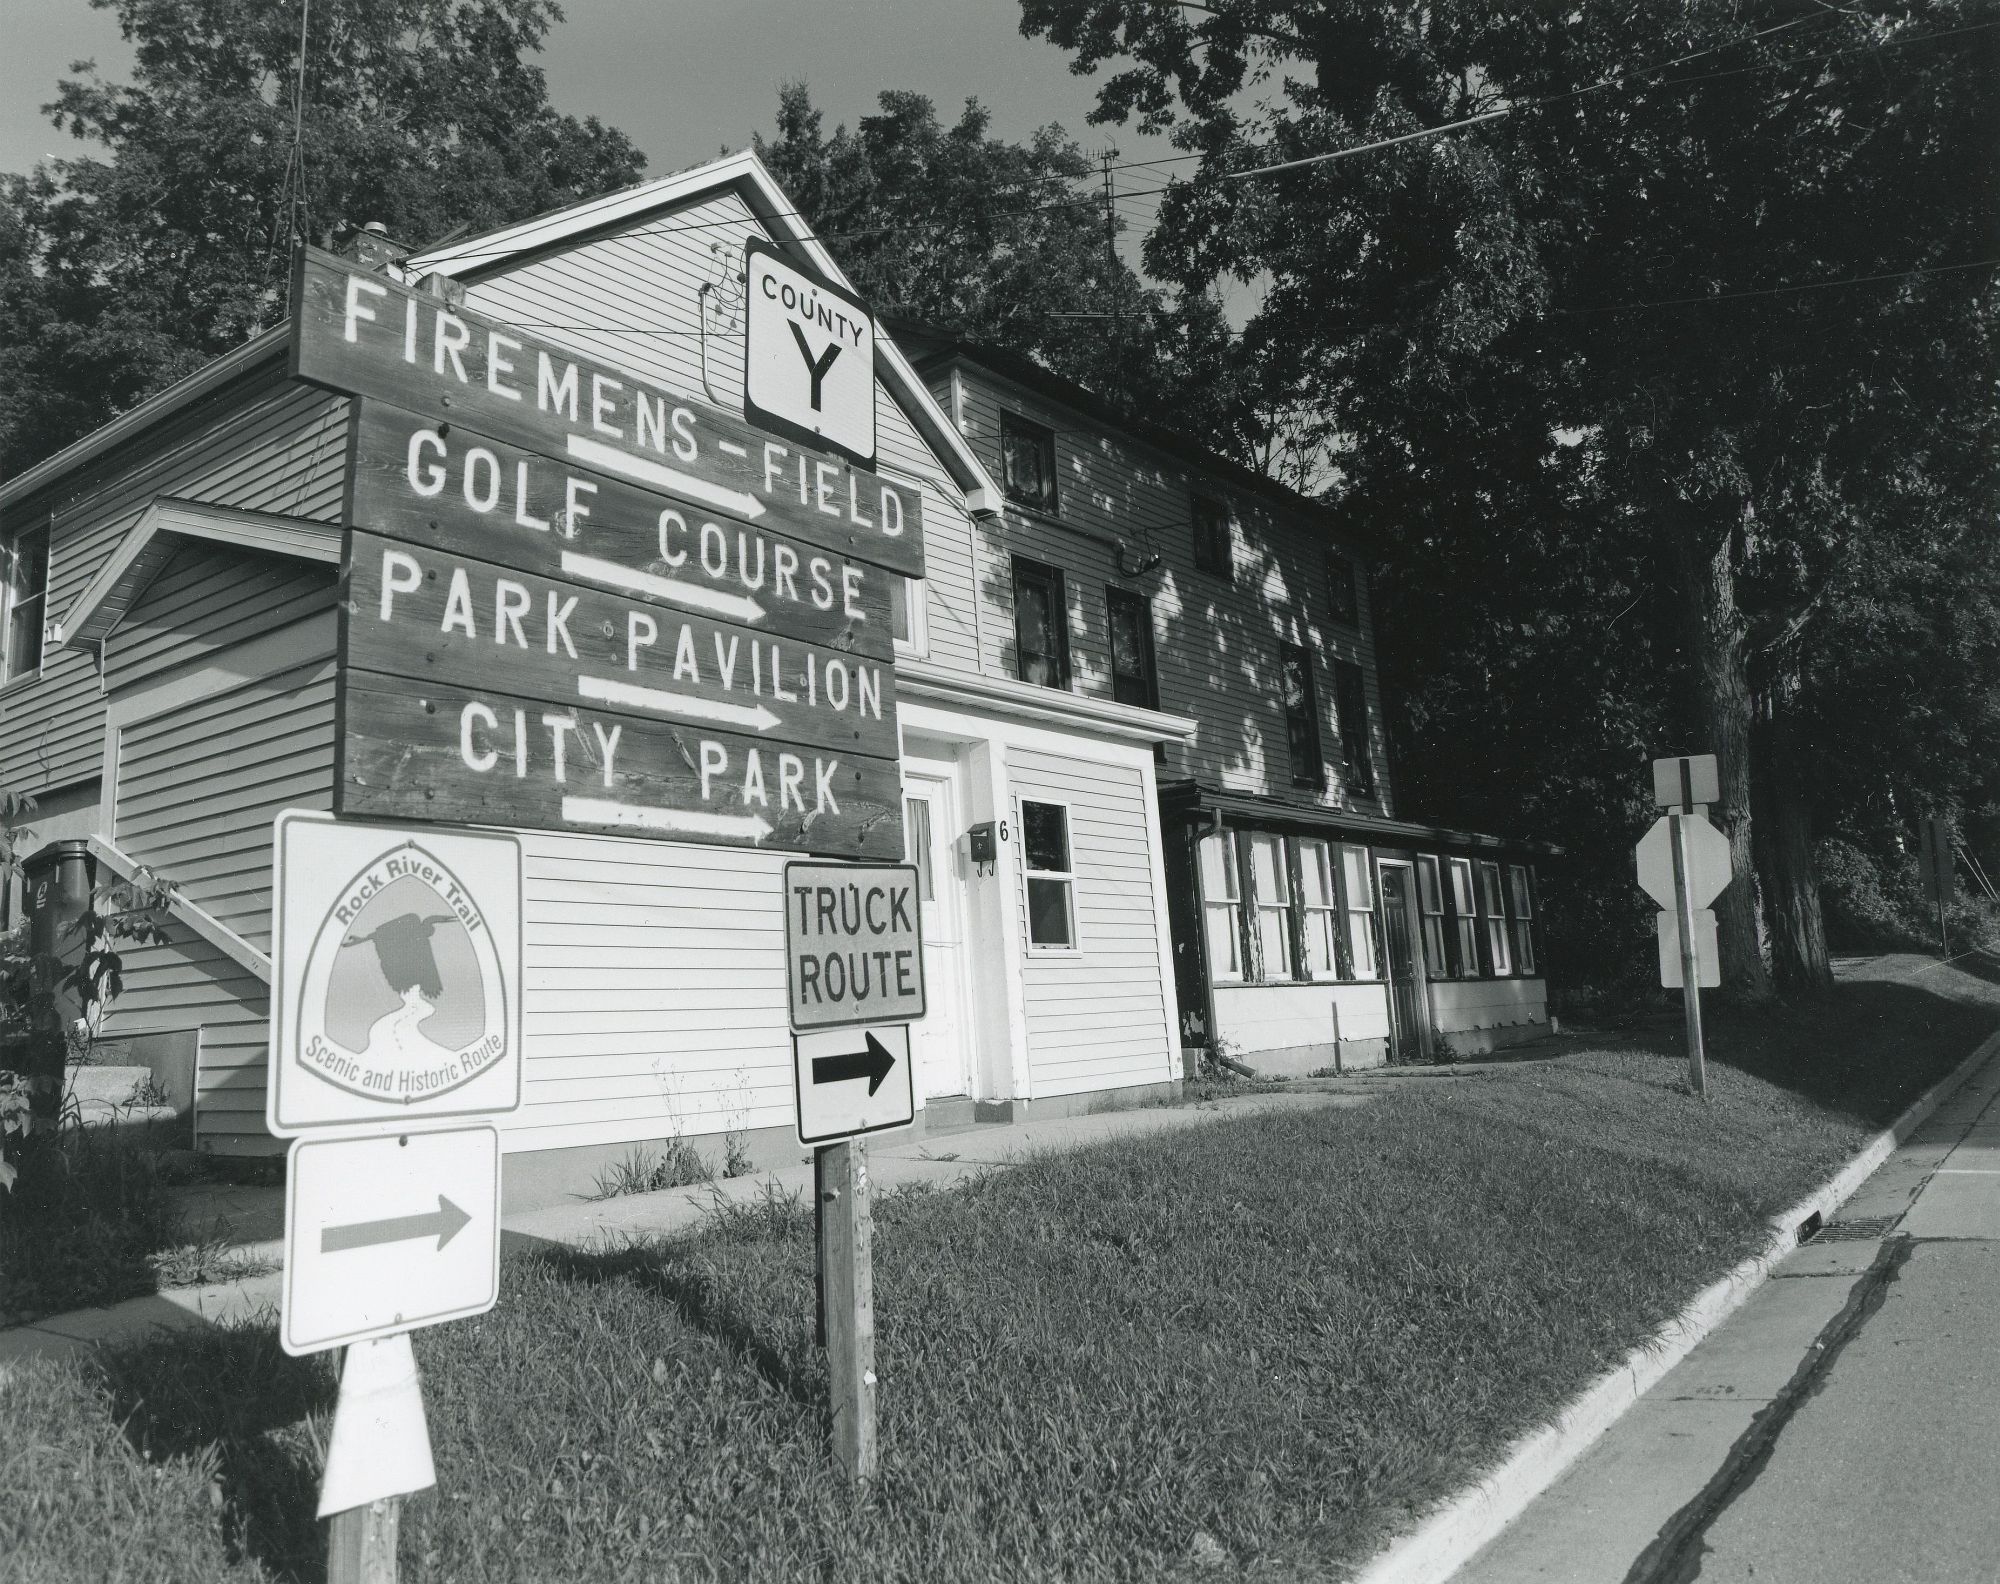 COUNTY
Y
FIREMENS-FIELD
GOLF COURSE
PARK PAVILION
CITY PARK
Rock River Trail
Scenic and Historic Route
TRUCK
ROUTE
6